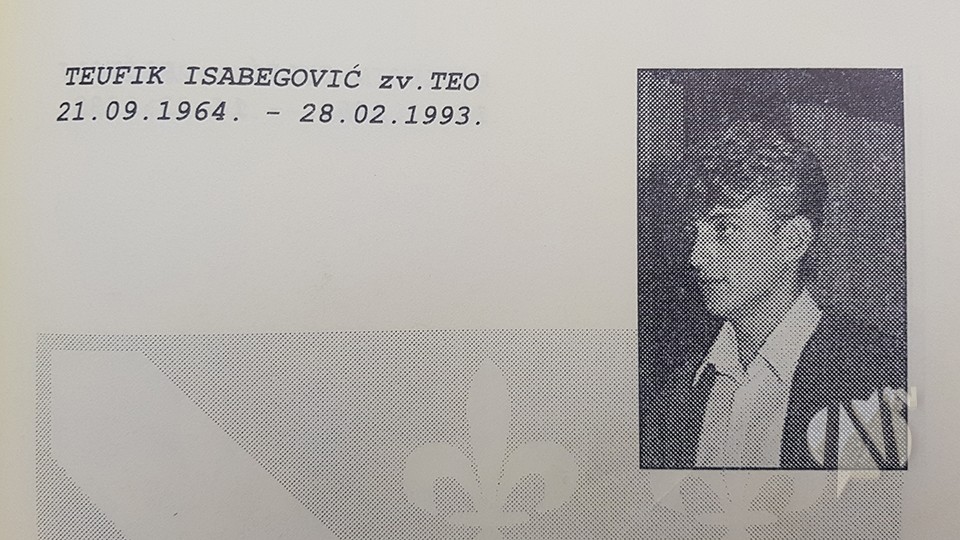 TEUFIK ISABEGOVIĆ zv.TEO
21.09.1964. - 28.02.1993.